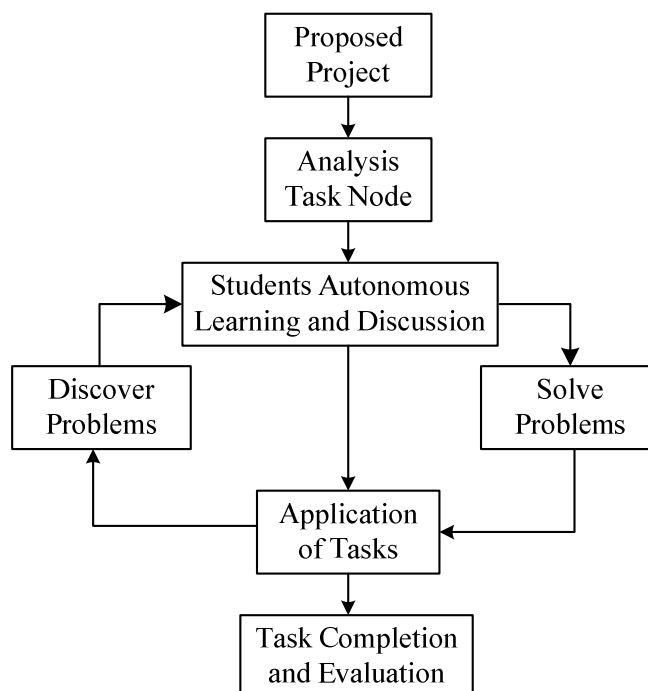 Proposed
Project
Analysis
Task Node
Students Autonomous
Learning and Discussion
Discover
Problems
Solve
Problems
Application
of Tasks
Task Completion
and Evaluation